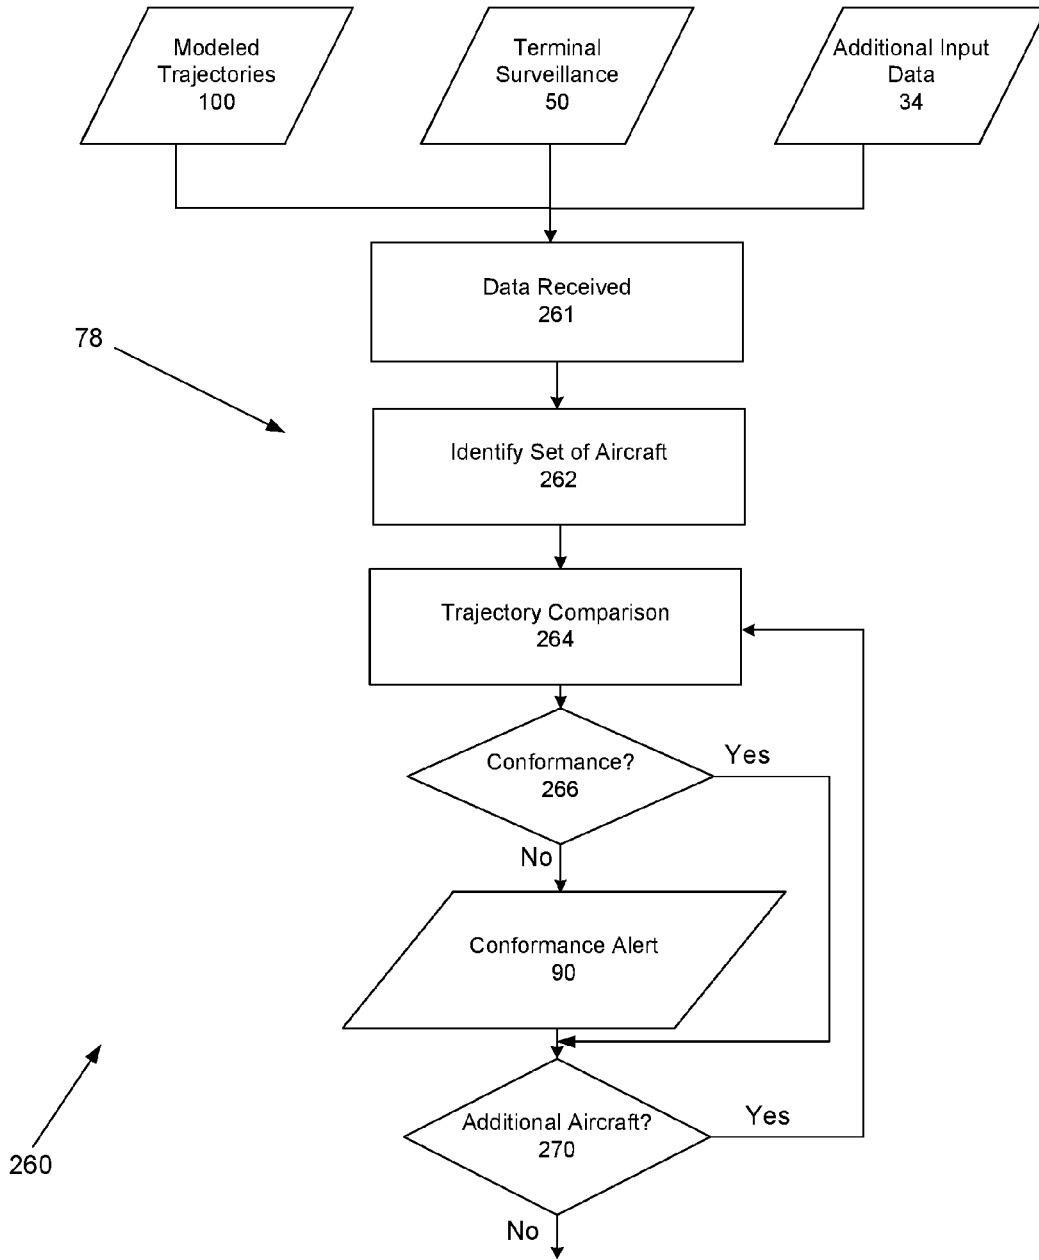 Modeled
Trajectories
100
Terminal
Surveillance
50
Additional Input
Data
34
Data Received
261
78
Identify Set of Aircraft
262
Trajectory Comparison
264
Conformance?
266
Yes
No
Conformance Alert
90
Additional Aircraft?
270
Yes
260
No